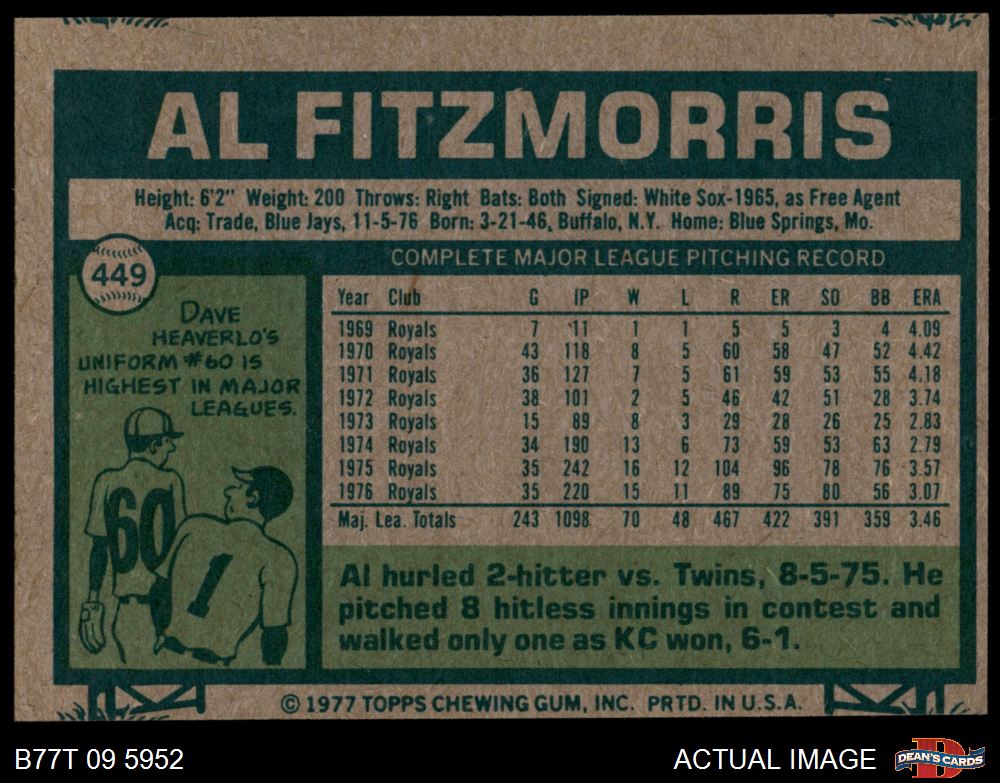 AL FITZMORRIS
Height: 6'2" Weight: 200 Throws: Right Bats: Both Signed: White Sox-1965, as Free Agent
Acq: Trade, Blue Jays, 11-5-76 Born: 3-21-46, Buffalo, N.Y. Home: Blue Springs, Mo.
449
DAVE
HEAVERLO'S
UNIFORM #60 IS
HIGHEST IN MAJOR
LEAGUES.
60
1
COMPLETE MAJOR LEAGUE PITCHING RECORD
Year Club G IP W L R ER SO BB ERA
1969 Royals 7 11 1 1 5 5 3 4 4.09
1970 Royals 43 118 8 5 60 58 47 52 4.42
1971 Royals 36 127 7 5 61 59 53 55 4.18
1972 Royals 38 101 2 5 46 42 51 28 3.74
1973 Royals 15 89 8 3 29 28 26 25 2.83
1974 Royals 34 190 13 6 73 59 53 63 2.79
1975 Royals 35 242 16 12 104 96 78 76 3.57
1976 Royals 35 220 15 11 89 75 80 56 3.07
Maj. Lea. Totals 243 1098 70 48 467 422 391 359 3.46
Al hurled 2-hitter vs. Twins, 8-5-75. He
pitched 8 hitless innings in contest and
walked only one as KC won, 6-1.
© 1977 TOPPS CHEWING GUM, INC. PRTD. IN U.S.A.
B77T 09 5952
ACTUAL IMAGE
D
DEAN'S CARDS